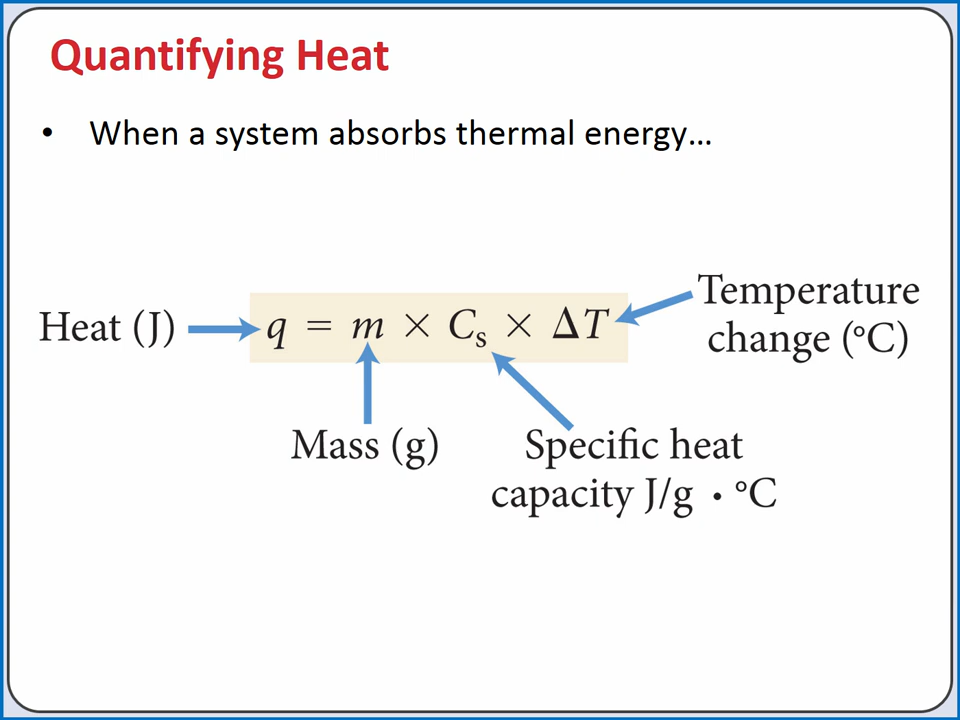 Quantifying Heat
• When a system absorbs thermal energy…
Temperature
change (°C)
Heat (J)
q = m × Cₛ × ΔT
Mass (g)
Specific heat
capacity J/g · °C